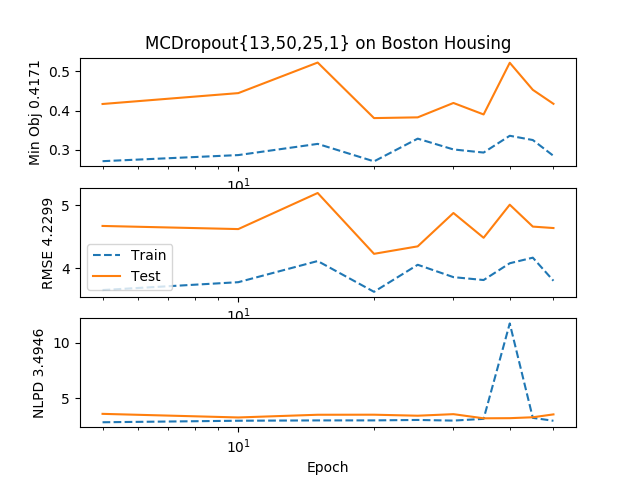 MCDropout{13,50,25,1} on Boston Housing
Min Obj 0.4171
0.5
0.4
0.3
10¹
RMSE 4.2299
5
4
Train
Test
10¹
NLPD 3.4946
10
5
10¹
Epoch